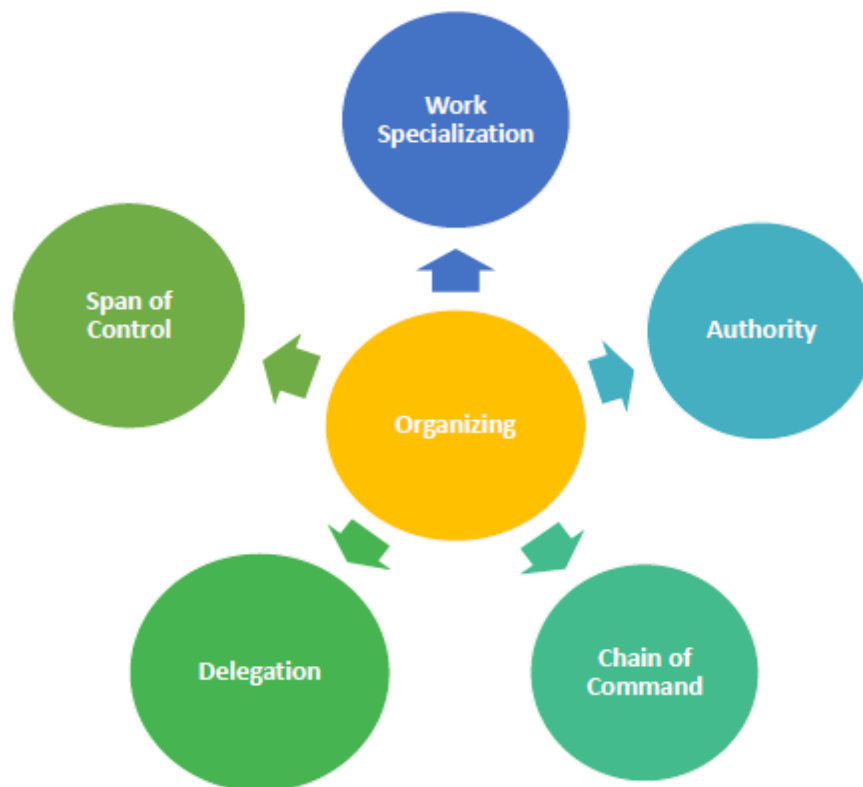 Work
Specialization
Span of
Control
Authority
Organizing
Delegation
Chain of
Command